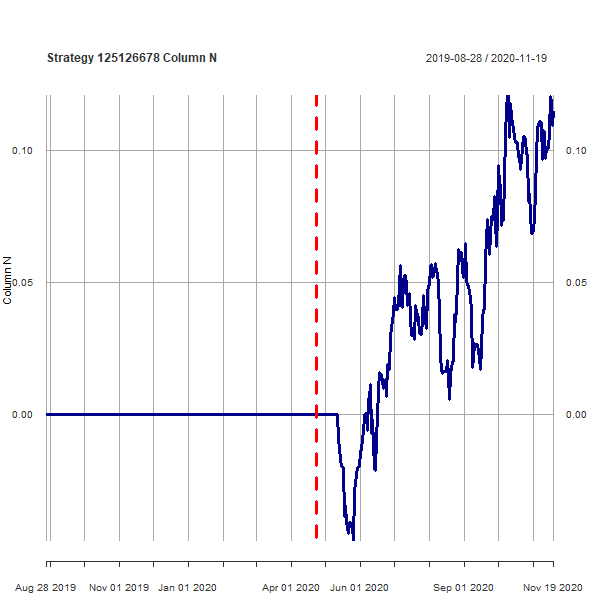 Strategy 125126678 Column N 2019-08-28 / 2020-11-19
0.10 0.10
0.05 0.05
Column N
0.00 0.00
Aug 28 2019 Nov 01 2019 Jan 01 2020 Apr 01 2020 Jun 01 2020 Sep 01 2020 Nov 19 2020